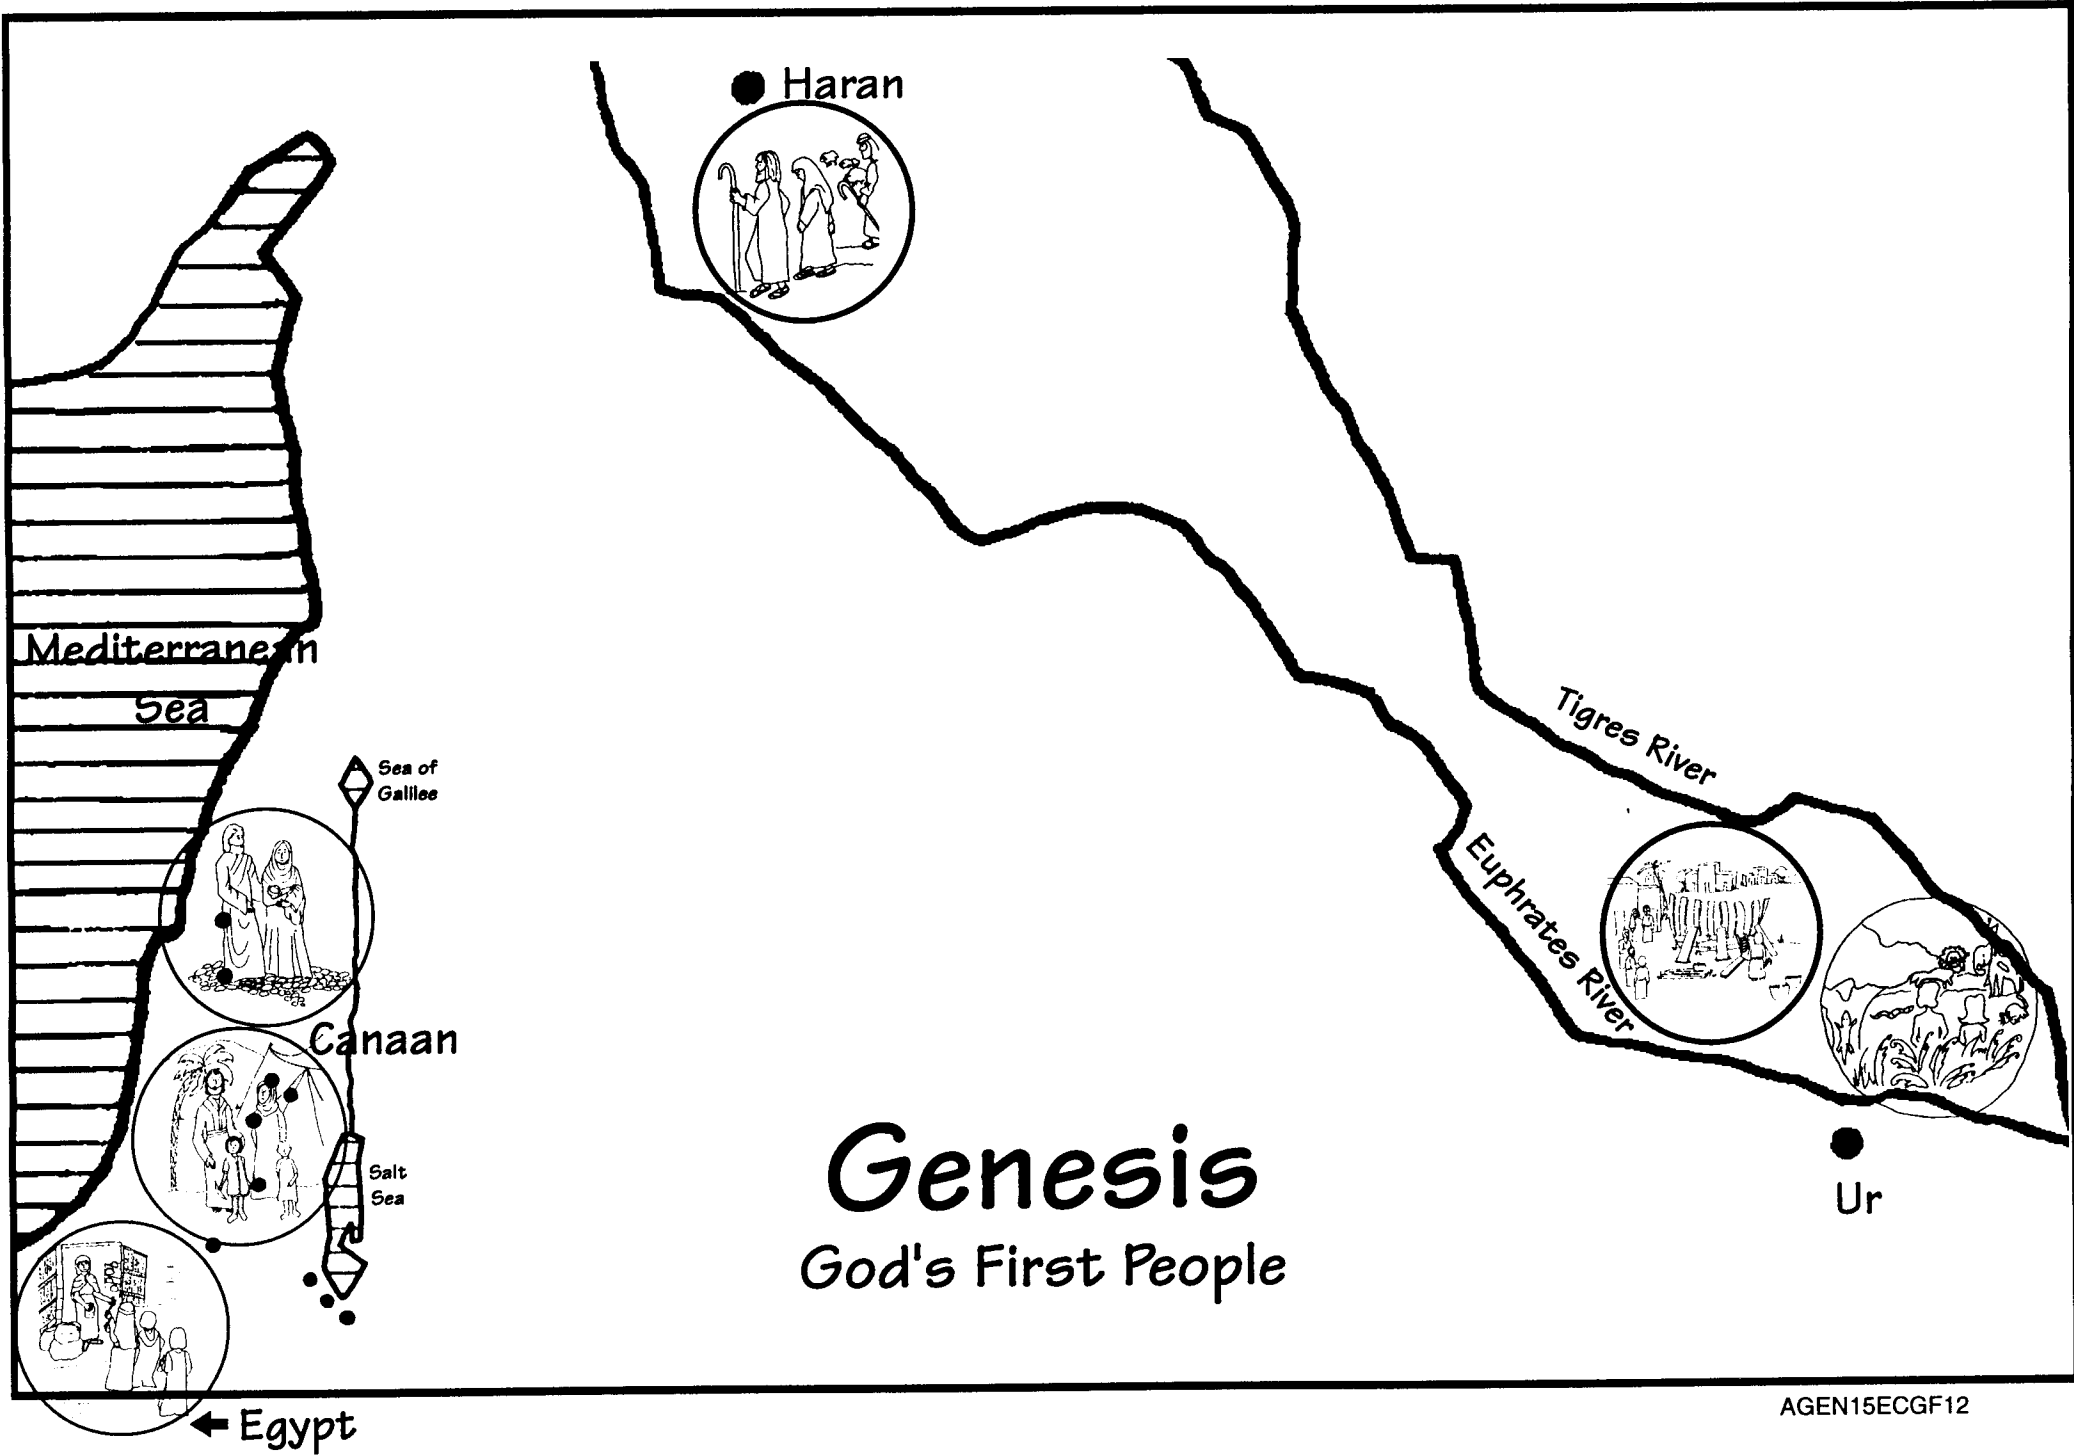 Haran
Mediterranean
Sea
Tigres River
Sea of
Galilee
Euphrates River
Canaan
Genesis
God's First People
Salt
Sea
Ur
Egypt
AGEN15ECGF12